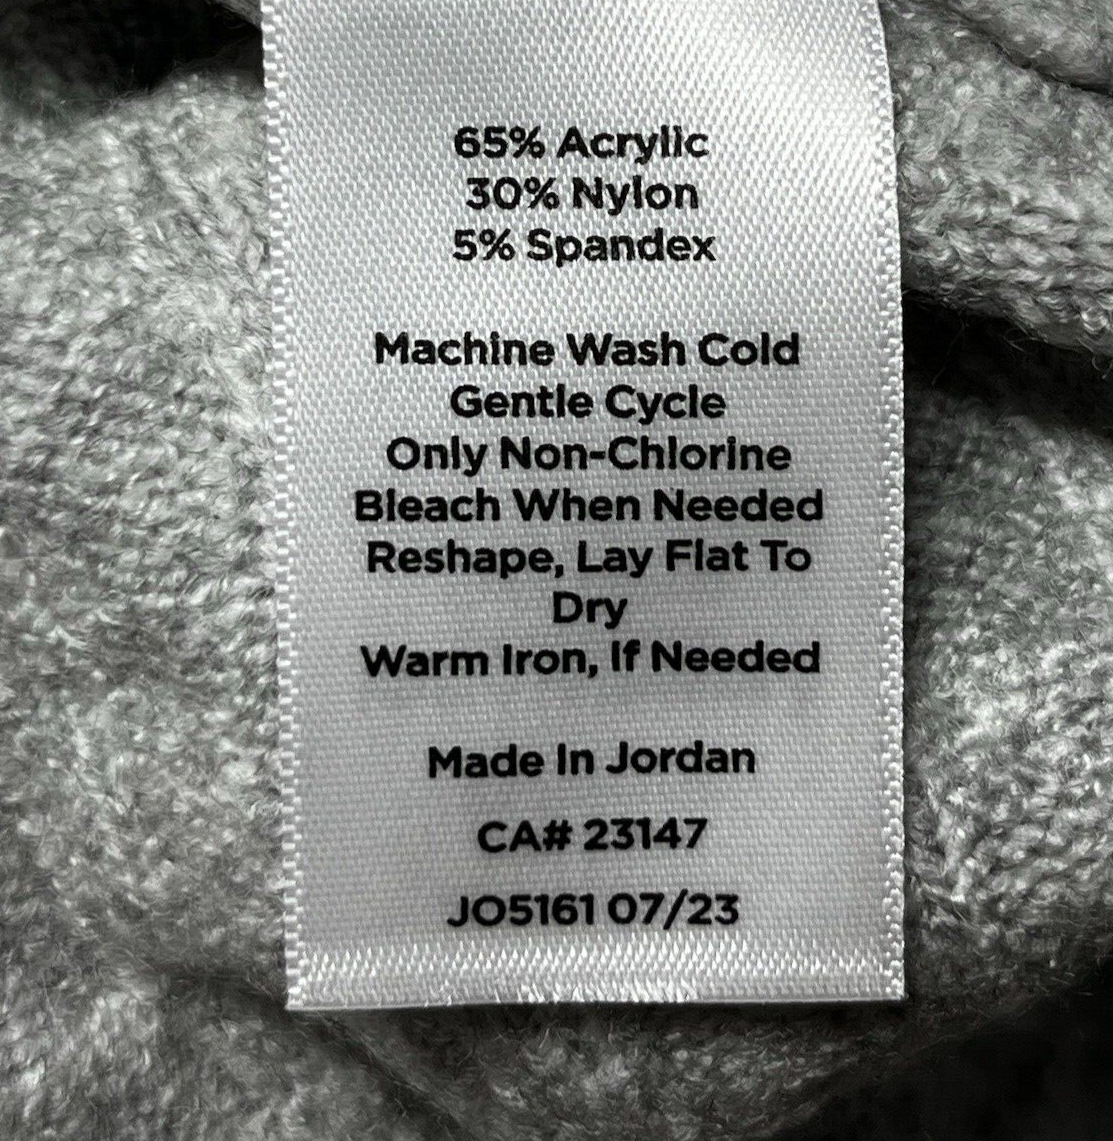 65% Acrylic
30% Nylon
5% Spandex
Machine Wash Cold
Gentle Cycle
Only Non-Chlorine
Bleach When Needed
Reshape, Lay Flat To
Dry
Warm Iron, If Needed
Made In Jordan
CA# 23147
JO5161 07/23